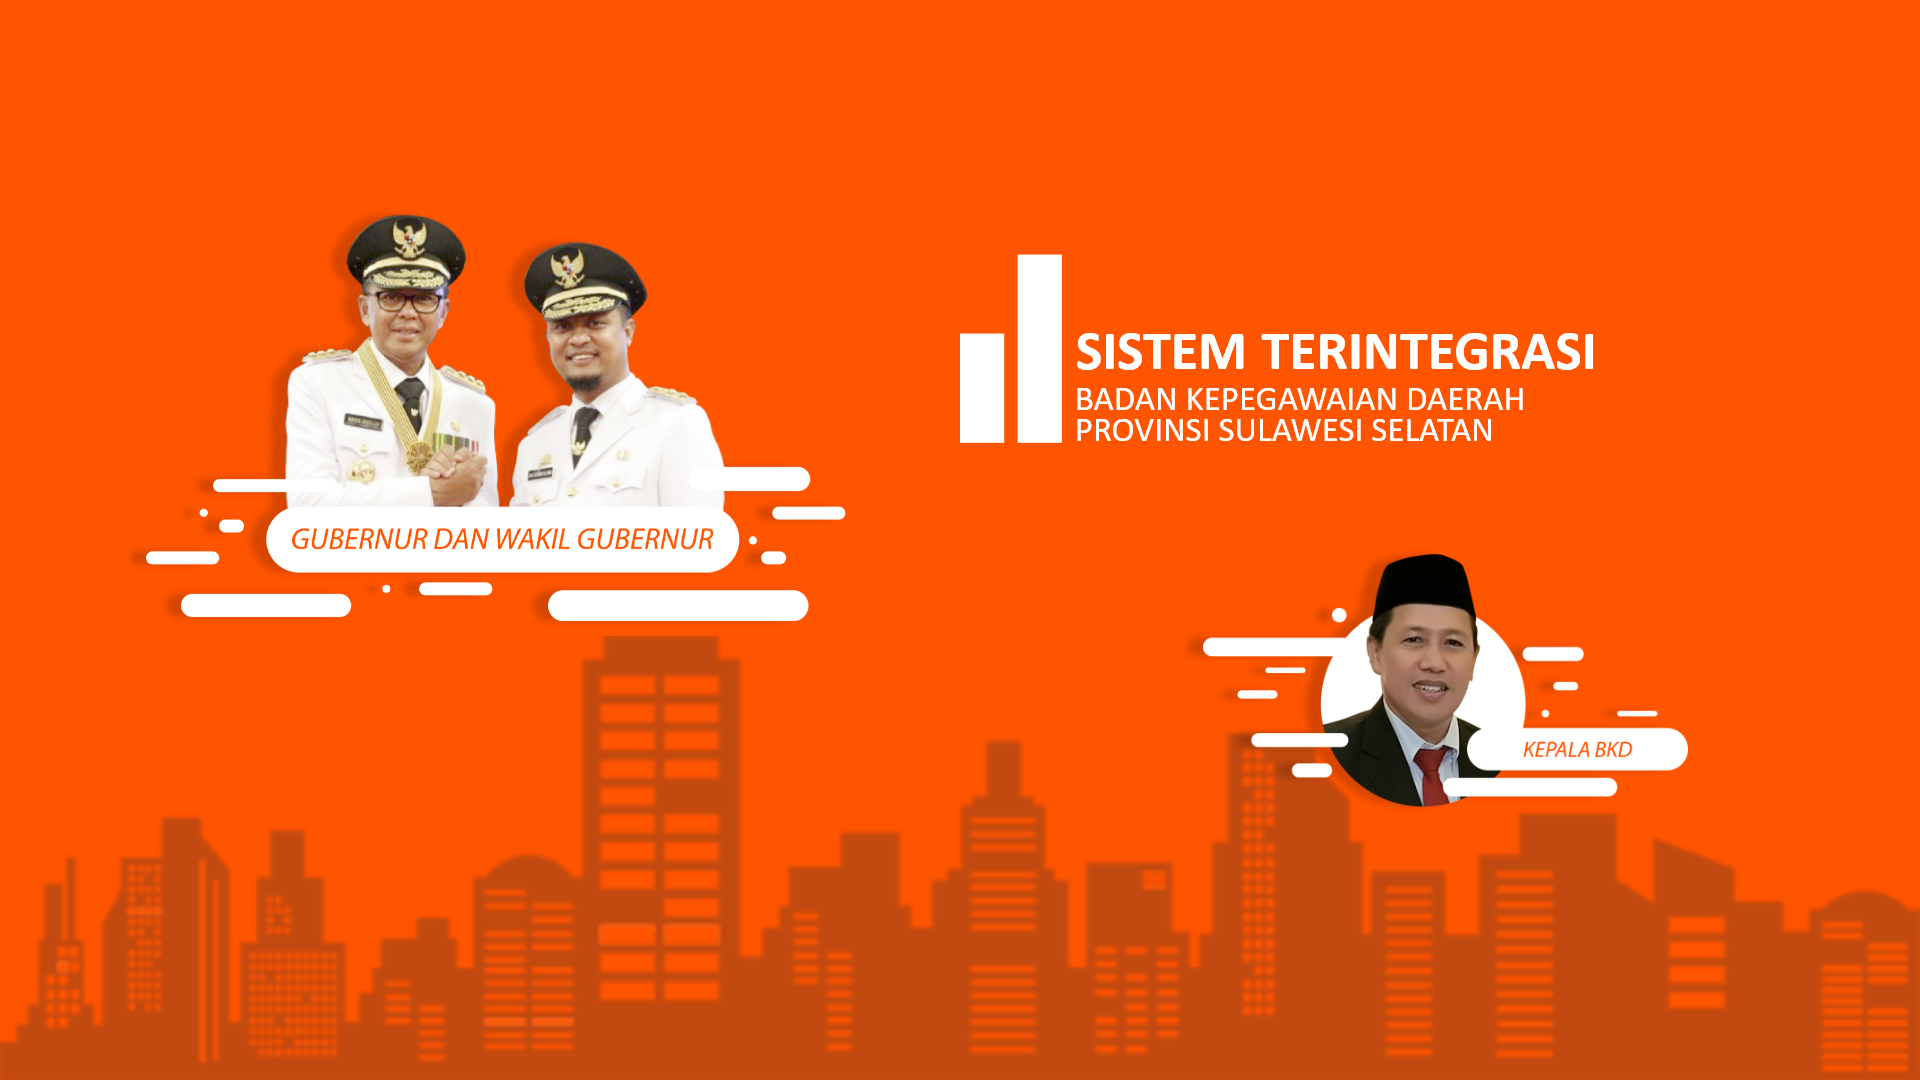 SISTEM TERINTEGRASI
BADAN KEPEGAWAIAN DAERAH
PROVINSI SULAWESI SELATAN
GUBERNUR DAN WAKIL GUBERNUR
KEPALA BKD